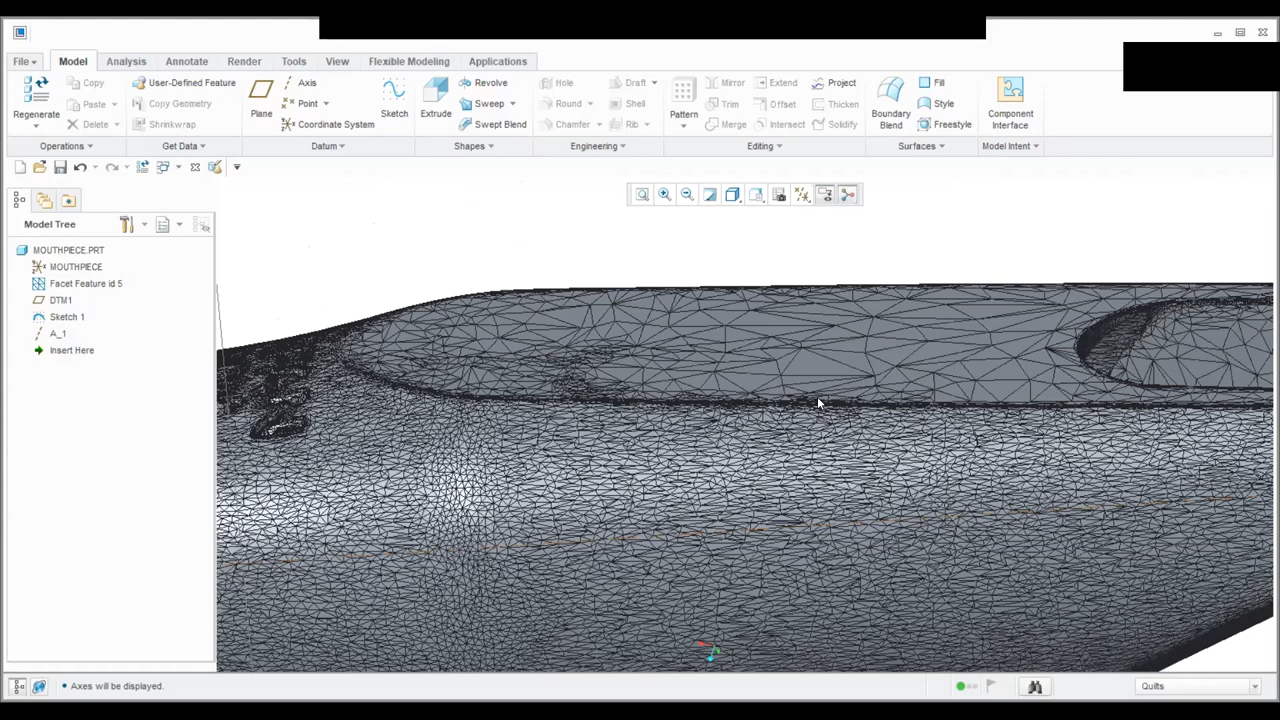 File Model Analysis Annotate Render Tools View Flexible Modeling Applications
Regenerate
Copy
Paste
Delete
Operations
User-Defined Feature
Copy Geometry
Shrinkwrap
Get Data
Plane
Axis
Point
Coordinate System
Sketch
Datum
Extrude
Revolve
Sweep
Swept Blend
Shapes
Hole
Round
Chamfer
Draft
Shell
Rib
Engineering
Pattern
Mirror
Trim
Merge
Extend
Offset
Intersect
Project
Thicken
Solidify
Editing
Boundary
Blend
Fill
Style
Freestyle
Surfaces
Component
Interface
Model Intent
Model Tree
MOUTHPIECE.PRT
MOUTHPIECE
Facet Feature id 5
DTM1
Sketch 1
A_1
Insert Here
• Axes will be displayed.
Quilts